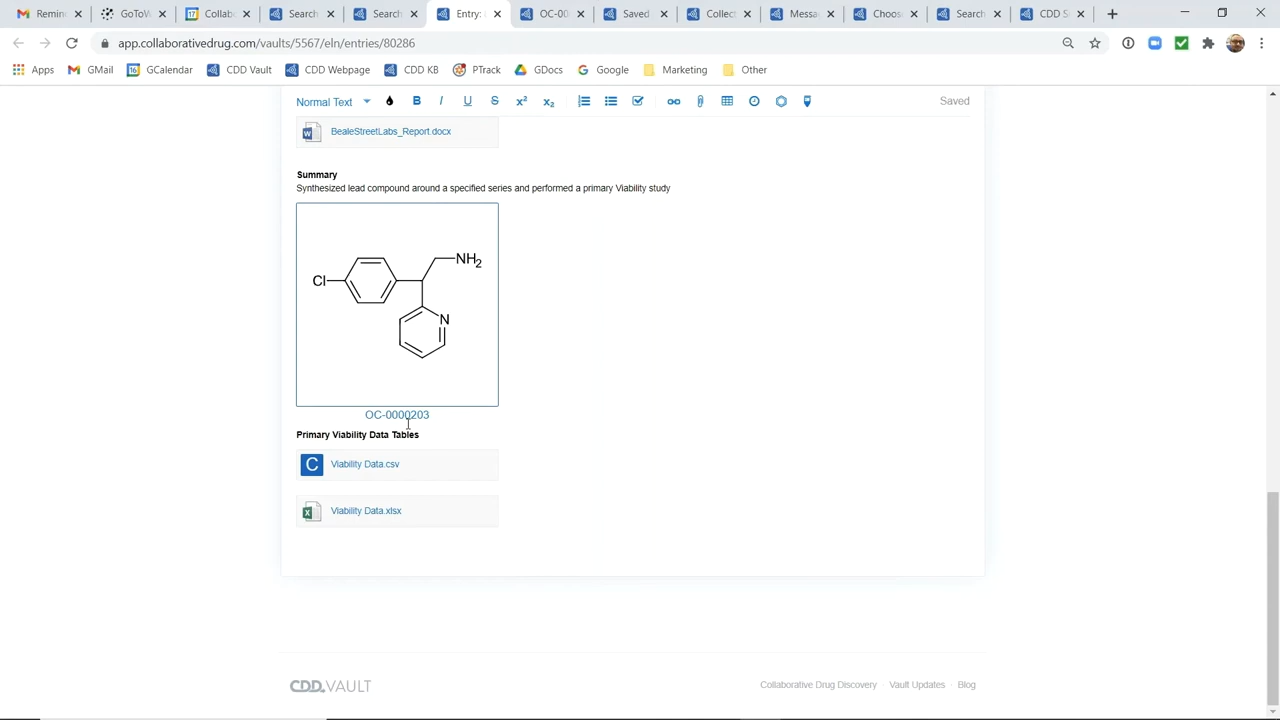 Remin
GoToW
Collab
Search
Search
Entry:
OC-00
Saved
Collect
Messa
Choos
Search
CDD S
app.collaborativedrug.com/vaults/5567/eln/entries/80286
Apps
GMail
GCalendar
CDD Vault
CDD Webpage
CDD KB
PTrack
GDocs
Google
Marketing
Other
Normal Text
B I U S x² x₂
Saved
BealeStreetLabs_Report.docx
Summary
Synthesized lead compound around a specified series and performed a primary Viability study
NH₂
Cl
N
OC-0000203
Primary Viability Data Tables
C Viability Data.csv
Viability Data.xlsx
CDD VAULT
Collaborative Drug Discovery · Vault Updates · Blog